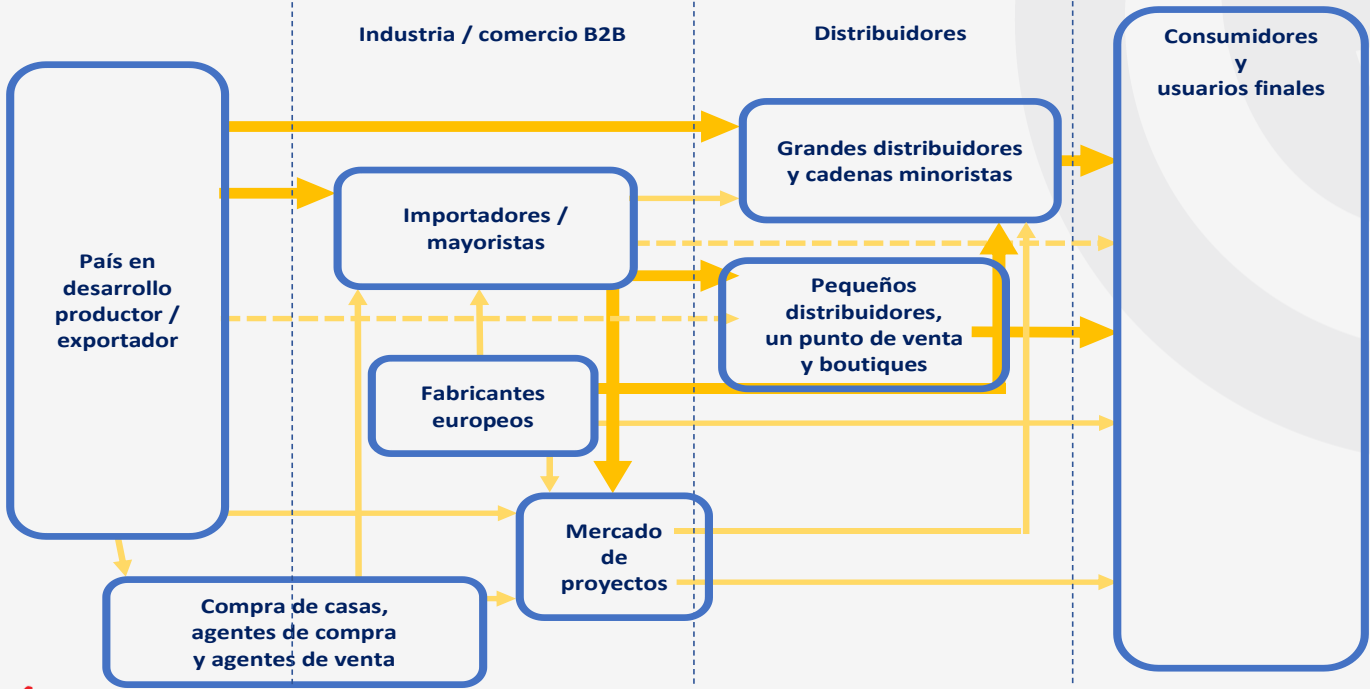 Industria / comercio B2B
Distribuidores
Consumidores
y
usuarios finales
Grandes distribuidores
y cadenas minoristas
Importadores /
mayoristas
País en
desarrollo
productor /
exportador
Pequeños
distribuidores,
un punto de venta
y boutiques
Fabricantes
europeos
Mercado
de
proyectos
Compra de casas,
agentes de compra
y agentes de venta